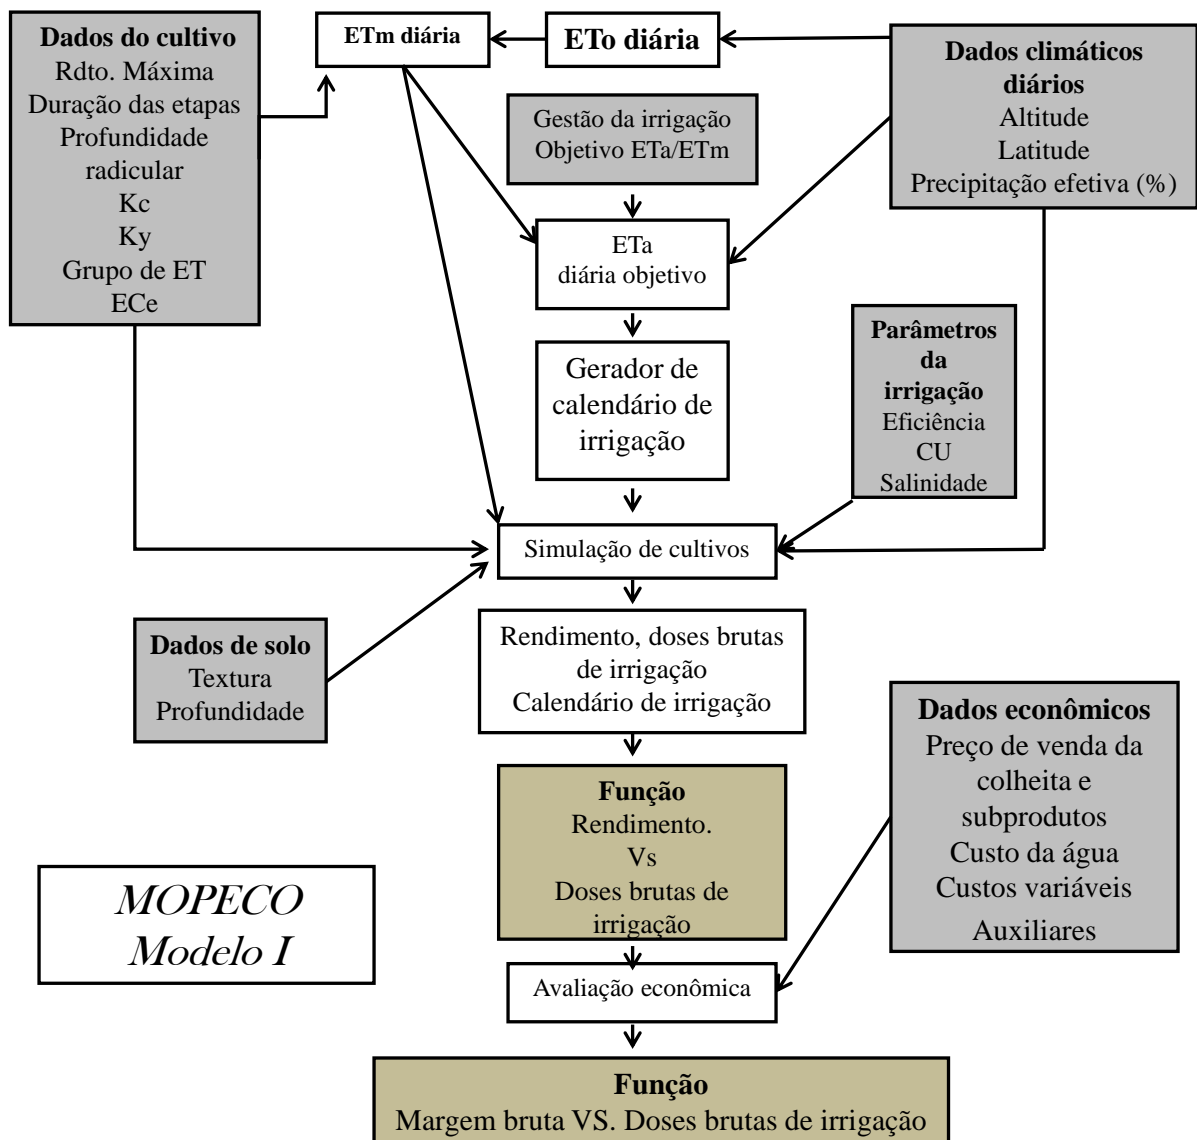 Dados do cultivo
Rdto. Máxima
Duração das etapas
Profundidade
radicular
Kc
Ky
Grupo de ET
ECe
ETm diária
ETo diária
Dados climáticos
diários
Altitude
Latitude
Precipitação efetiva (%)
Gestão da irrigação
Objetivo ETa/ETm
ETa
diária objetivo
Gerador de
calendário de
irrigação
Parâmetros
da
irrigação
Eficiência
CU
Salinidade
Simulação de cultivos
Dados de solo
Textura
Profundidade
Rendimento, doses brutas
de irrigação
Calendário de irrigação
Dados econômicos
Preço de venda da
colheita e
subprodutos
Custo da água
Custos variáveis
Auxiliares
Função
Rendimento.
Vs
Doses brutas de
irrigação
MOPECO
Modelo I
Avaliação econômica
Função
Margem bruta VS. Doses brutas de irrigação